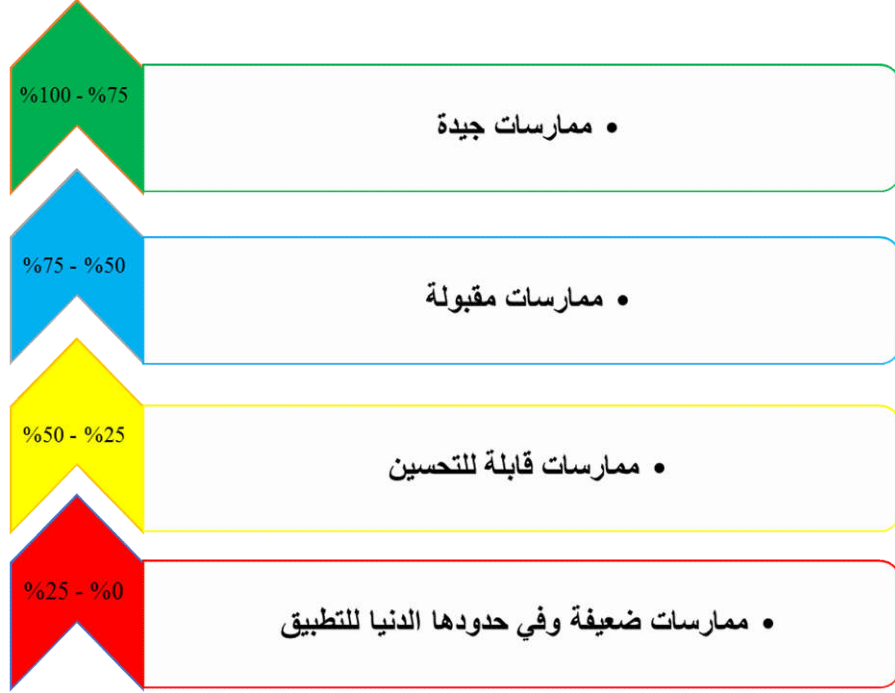 %100 - %75
• ممارسات جيدة
%75 - %50
• ممارسات مقبولة
%50 - %25
• ممارسات قابلة للتحسين
%25 - %0
• ممارسات ضعيفة وفي حدودها الدنيا للتطبيق